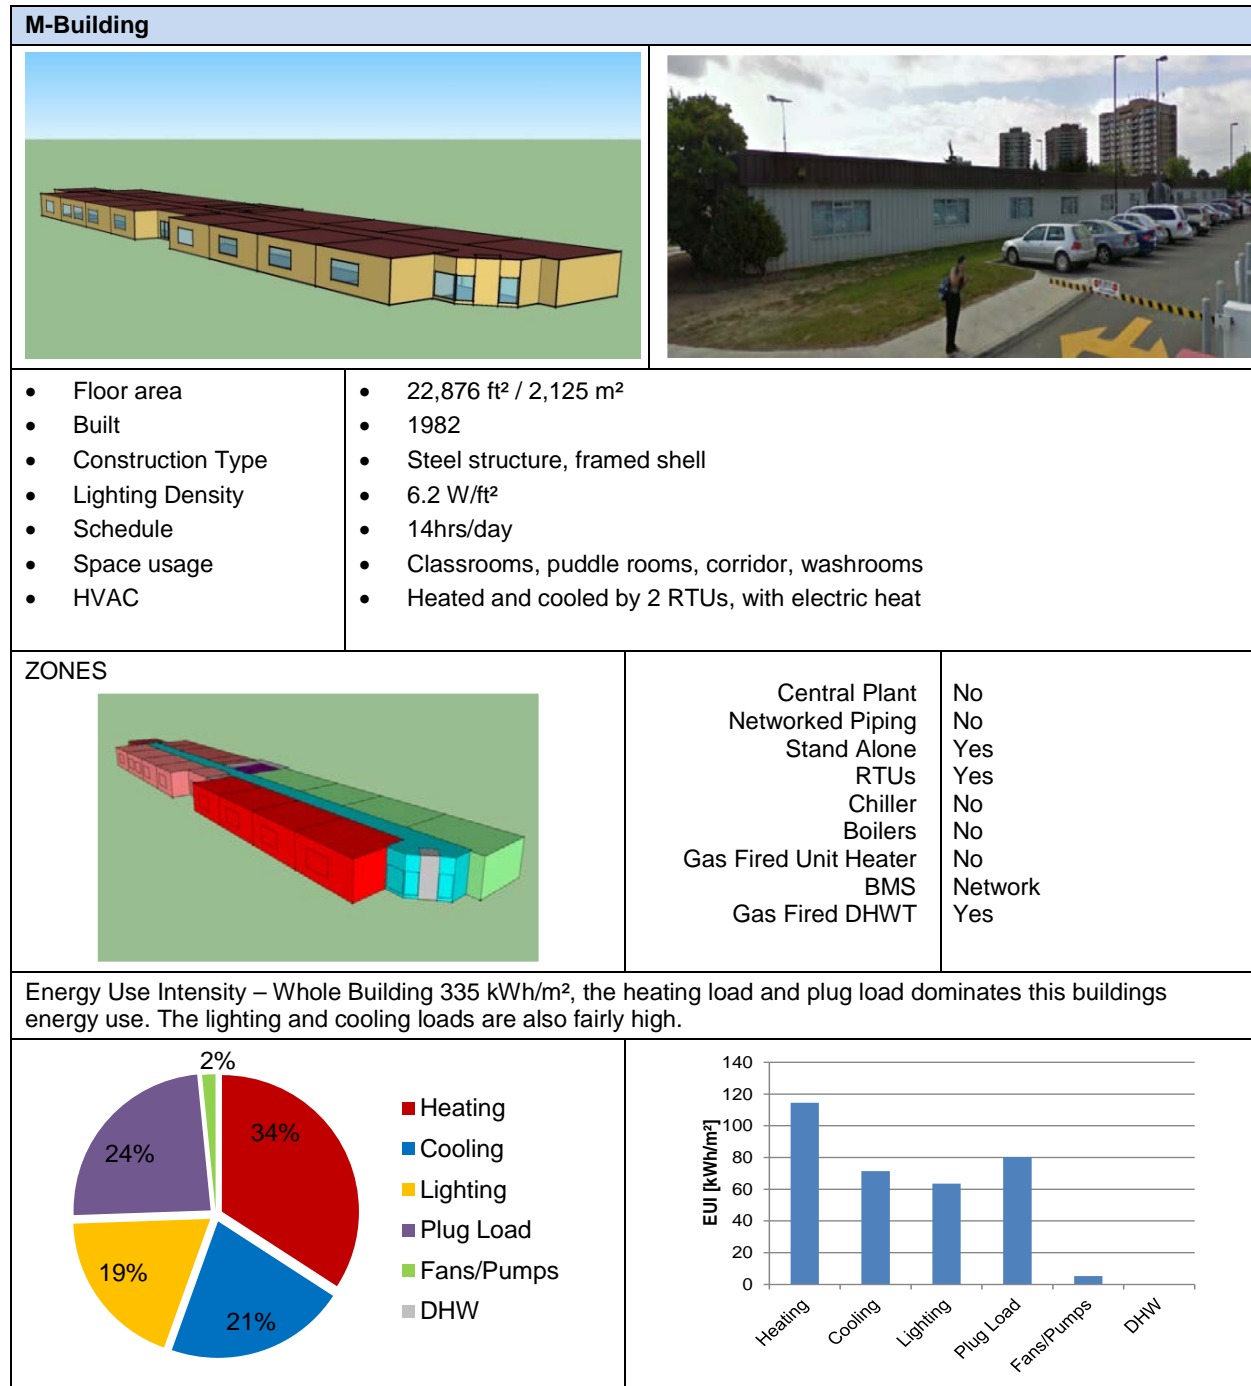 M-Building
• Floor area
• Built
• Construction Type
• Lighting Density
• Schedule
• Space usage
• HVAC
• 22,876 ft² / 2,125 m²
• 1982
• Steel structure, framed shell
• 6.2 W/ft²
• 14hrs/day
• Classrooms, puddle rooms, corridor, washrooms
• Heated and cooled by 2 RTUs, with electric heat
ZONES
Central Plant No
Networked Piping No
Stand Alone Yes
RTUs Yes
Chiller No
Boilers No
Gas Fired Unit Heater No
BMS Network
Gas Fired DHWT Yes
Energy Use Intensity – Whole Building 335 kWh/m², the heating load and plug load dominates this buildings
energy use. The lighting and cooling loads are also fairly high.
2%
34%
24%
19%
21%
Heating
Cooling
Lighting
Plug Load
Fans/Pumps
DHW
EUI [kWh/m²]
140
120
100
80
60
40
20
0
Heating
Cooling
Lighting
Plug Load
Fans/Pumps
DHW